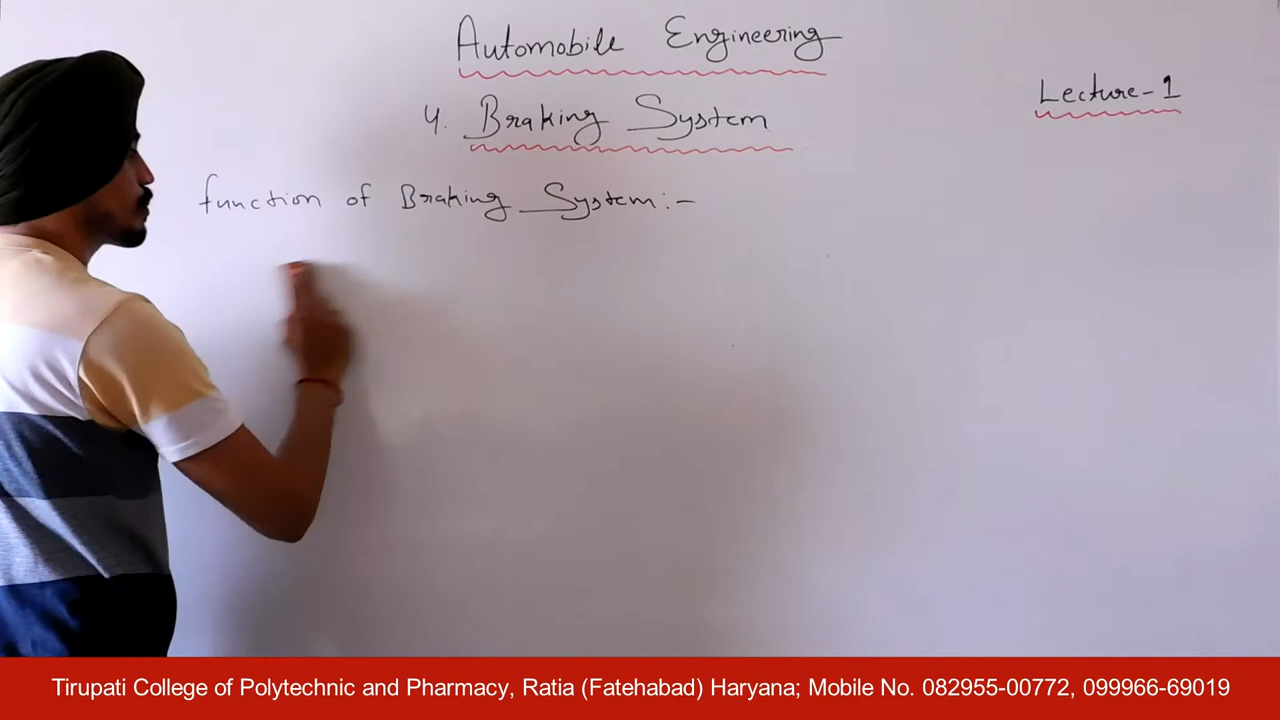 Automobile Engineering
Lecture-1
4. Braking System
function of Braking System:-
Tirupati College of Polytechnic and Pharmacy, Ratia (Fatehabad) Haryana; Mobile No. 082955-00772, 099966-69019